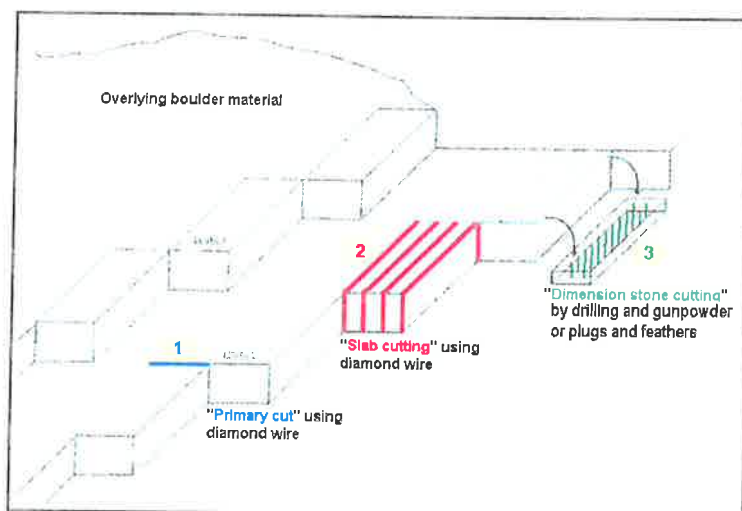 Overlying boulder material
2
3
1
"Dimension stone cutting"
by drilling and gunpowder
or plugs and feathers
"Slab cutting" using
diamond wire
"Primary cut" using
diamond wire